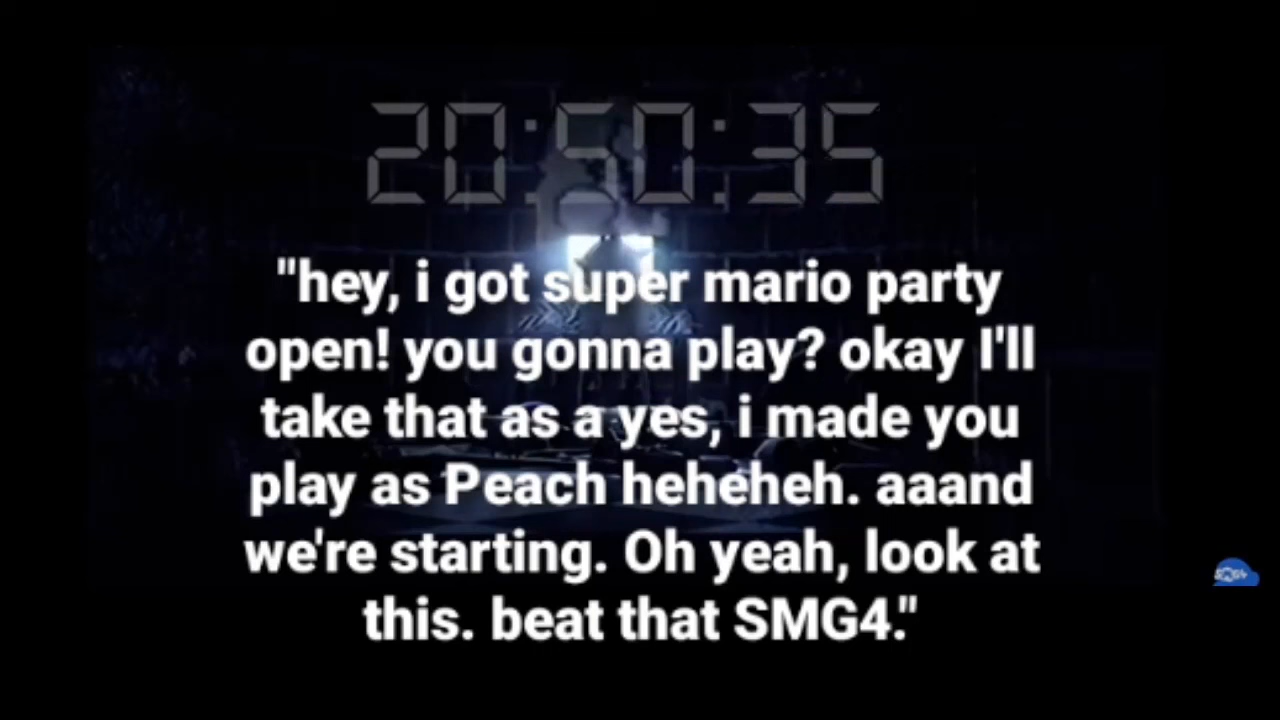 20:50:35
"hey, i got super mario party
open! you gonna play? okay I'll
take that as a yes, i made you
play as Peach heheheh. aaand
we're starting. Oh yeah, look at
this. beat that SMG4."
SMG4